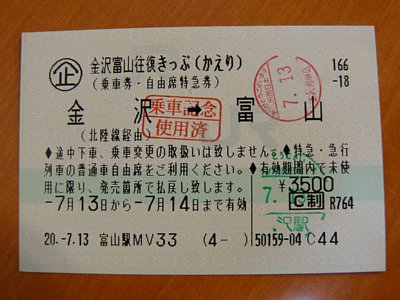 企 金沢富山往復きっぷ(かえり) 166
(乗車券・自由席特急券) -18
7.13
金沢 ➡ 富山
乗車記念
使用済
(北陸線経由)
◆途中下車、乗車変更の取扱いは致しません。◆特急・急行
列車の普通車自由席をご利用ください。◆有効期間内で未使
用に限り、発売箇所で払戻し致します。 ¥3500
-7月13日から-7月14日まで有効 C制 R764
7.13
沢駅
20.-7.13 富山駅MV33 (4- ) 50159-04 C44